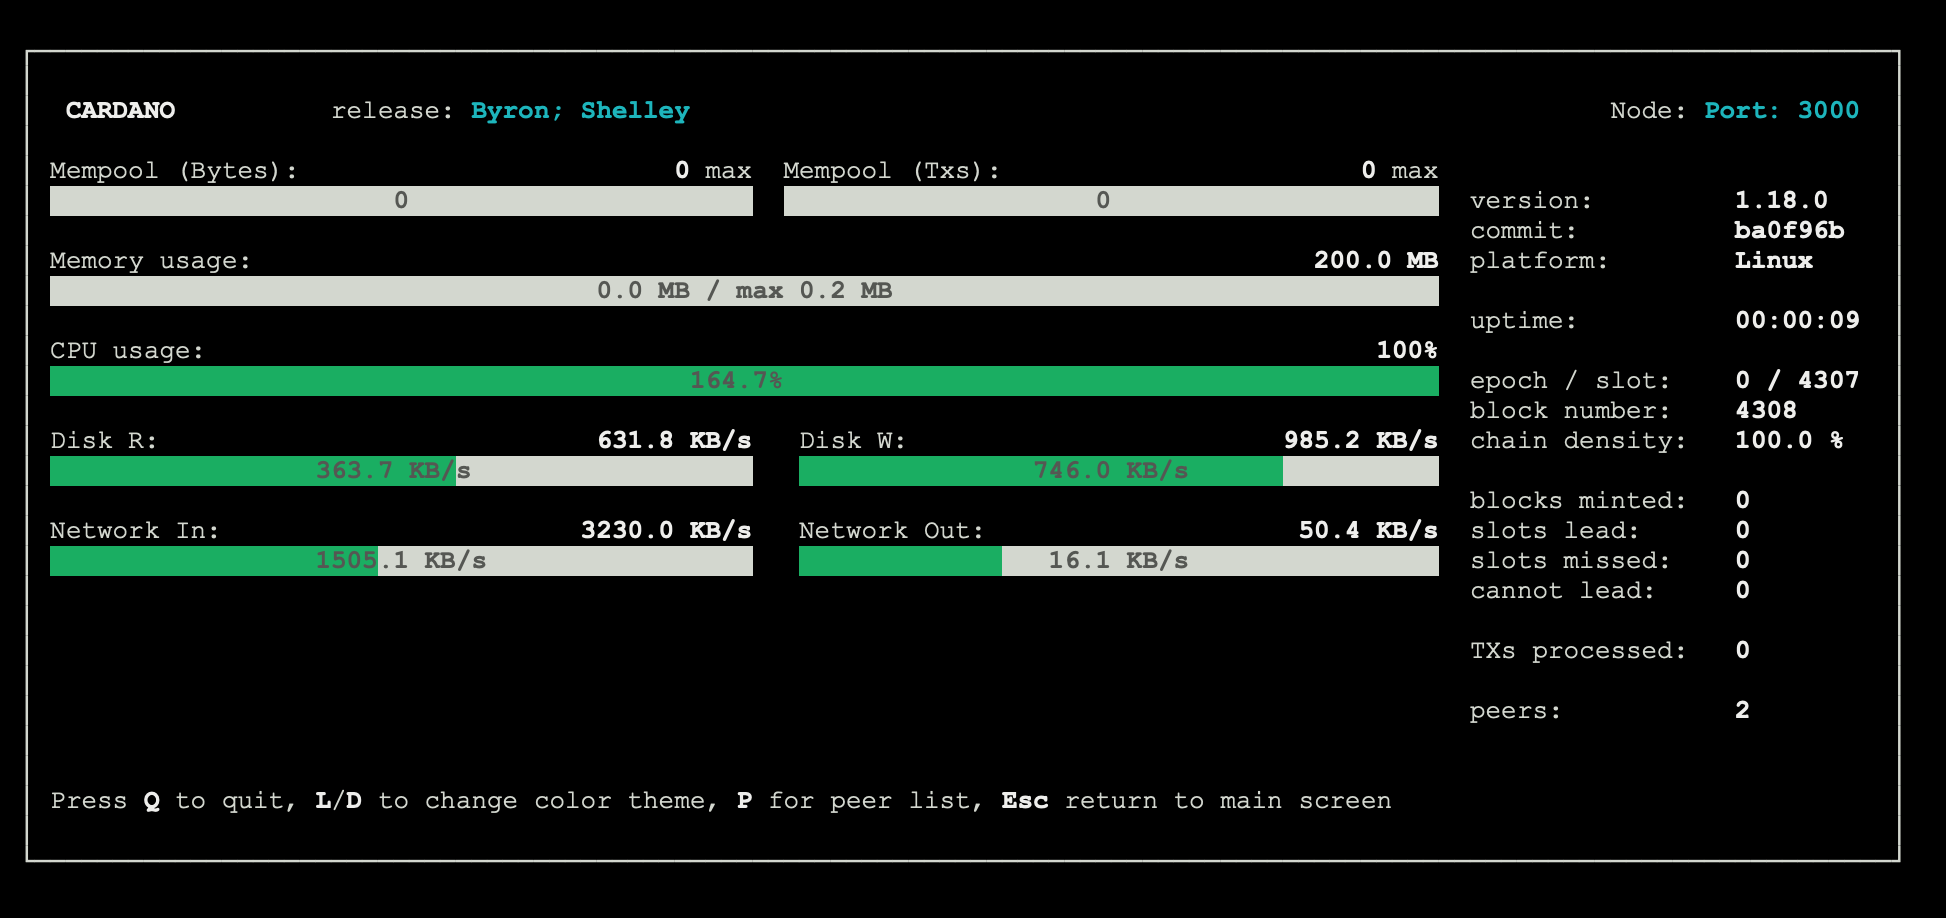 CARDANO release: Byron; Shelley Node: Port: 3000
Mempool (Bytes): 0 max Mempool (Txs): 0 max
0 0 version: 1.18.0
commit: ba0f96b
Memory usage: 200.0 MB platform: Linux
0.0 MB / max 0.2 MB
uptime: 00:00:09
CPU usage: 100%
164.7% epoch / slot: 0 / 4307
block number: 4308
Disk R: 631.8 KB/s Disk W: 985.2 KB/s chain density: 100.0 %
363.7 KB/s 746.0 KB/s
blocks minted: 0
Network In: 3230.0 KB/s Network Out: 50.4 KB/s slots lead: 0
1505.1 KB/s 16.1 KB/s slots missed: 0
cannot lead: 0
TXs processed: 0
peers: 2
Press Q to quit, L/D to change color theme, P for peer list, Esc return to main screen